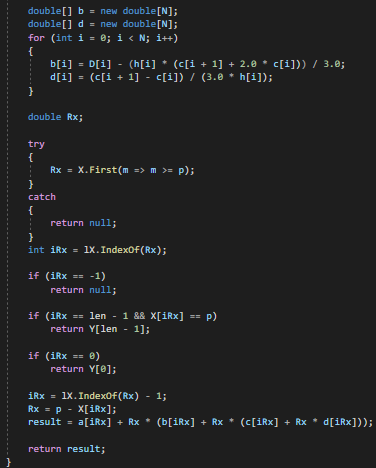 double[] b = new double[N];
double[] d = new double[N];
for (int i = 0; i < N; i++)
{
b[i] = D[i] - (h[i] * (c[i + 1] + 2.0 * c[i])) / 3.0;
d[i] = (c[i + 1] - c[i]) / (3.0 * h[i]);
}
double Rx;
try
{
Rx = X.First(m => m >= p);
}
catch
{
return null;
}
int iRx = lX.IndexOf(Rx);
if (iRx == -1)
return null;
if (iRx == len - 1 && X[iRx] == p)
return Y[len - 1];
if (iRx == 0)
return Y[0];
iRx = lX.IndexOf(Rx) - 1;
Rx = p - X[iRx];
result = a[iRx] + Rx * (b[iRx] + Rx * (c[iRx] + Rx * d[iRx]));
return result;
}